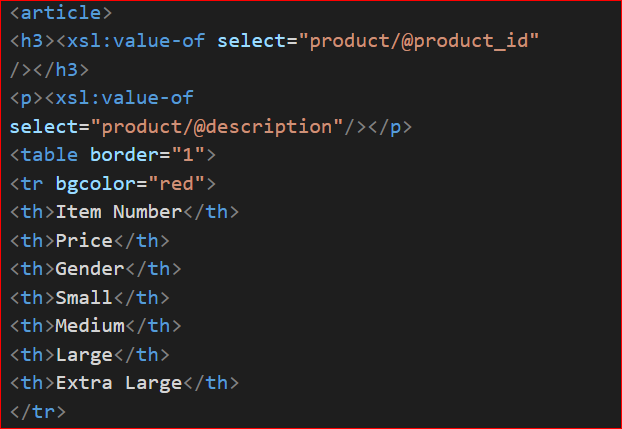 <article>
<h3><xsl:value-of select="product/@product_id"
/></h3>
<p><xsl:value-of
select="product/@description"/></p>
<table border="1">
<tr bgcolor="red">
<th>Item Number</th>
<th>Price</th>
<th>Gender</th>
<th>Small</th>
<th>Medium</th>
<th>Large</th>
<th>Extra Large</th>
</tr>